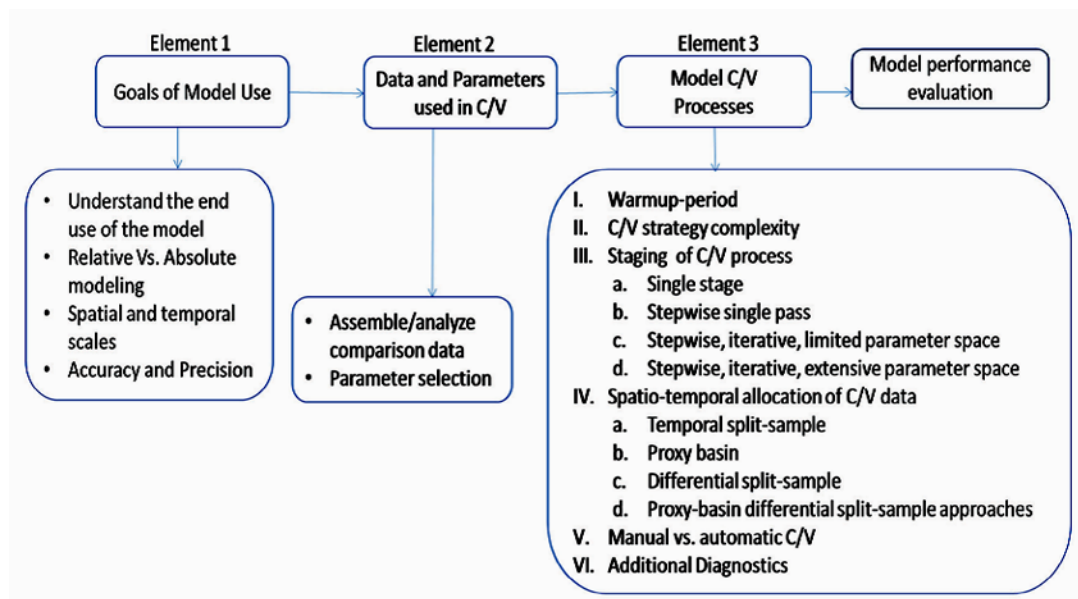 Element 1
Goals of Model Use
Element 2
Data and Parameters
used in C/V
Element 3
Model C/V
Processes
Model performance
evaluation
• Understand the end
use of the model
• Relative Vs. Absolute
modeling
• Spatial and temporal
scales
• Accuracy and Precision
• Assemble/analyze
comparison data
• Parameter selection
I. Warmup-period
II. C/V strategy complexity
III. Staging of C/V process
a. Single stage
b. Stepwise single pass
c. Stepwise, iterative, limited parameter space
d. Stepwise, iterative, extensive parameter space
IV. Spatio-temporal allocation of C/V data
a. Temporal split-sample
b. Proxy basin
c. Differential split-sample
d. Proxy-basin differential split-sample approaches
V. Manual vs. automatic C/V
VI. Additional Diagnostics